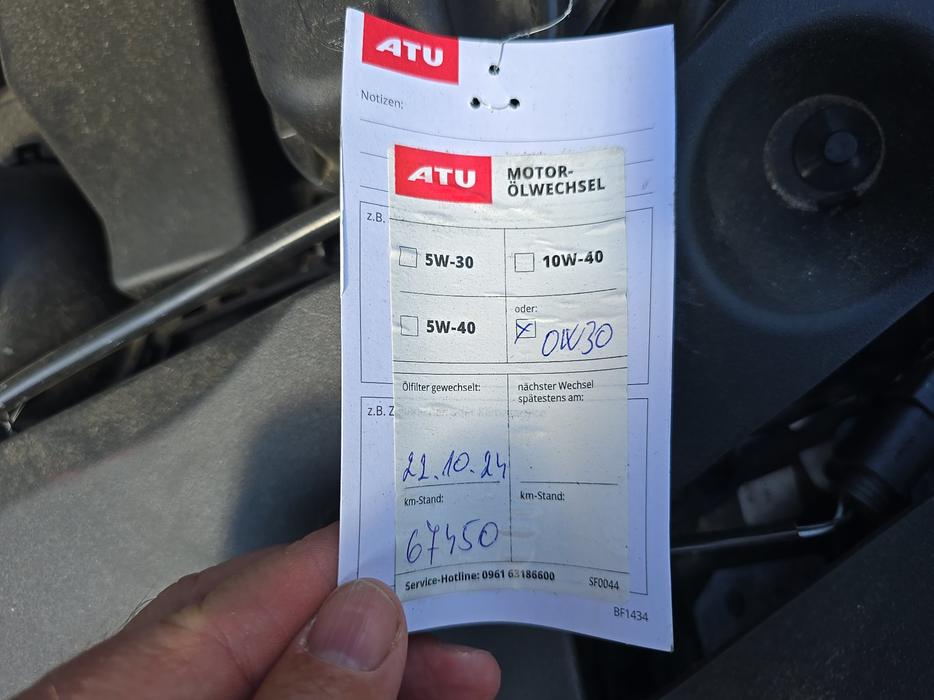 ATU
Notizen:
ATU
MOTOR-
ÖLWECHSEL
z.B.
5W-30
10W-40
5W-40
oder:
0W30
Ölfilter gewechselt:
nächster Wechsel
spätestens am:
z.B. Z
22.10.24
km-Stand:
km-Stand:
67450
Service-Hotline: 0961 63186600
SF0044
BF1434